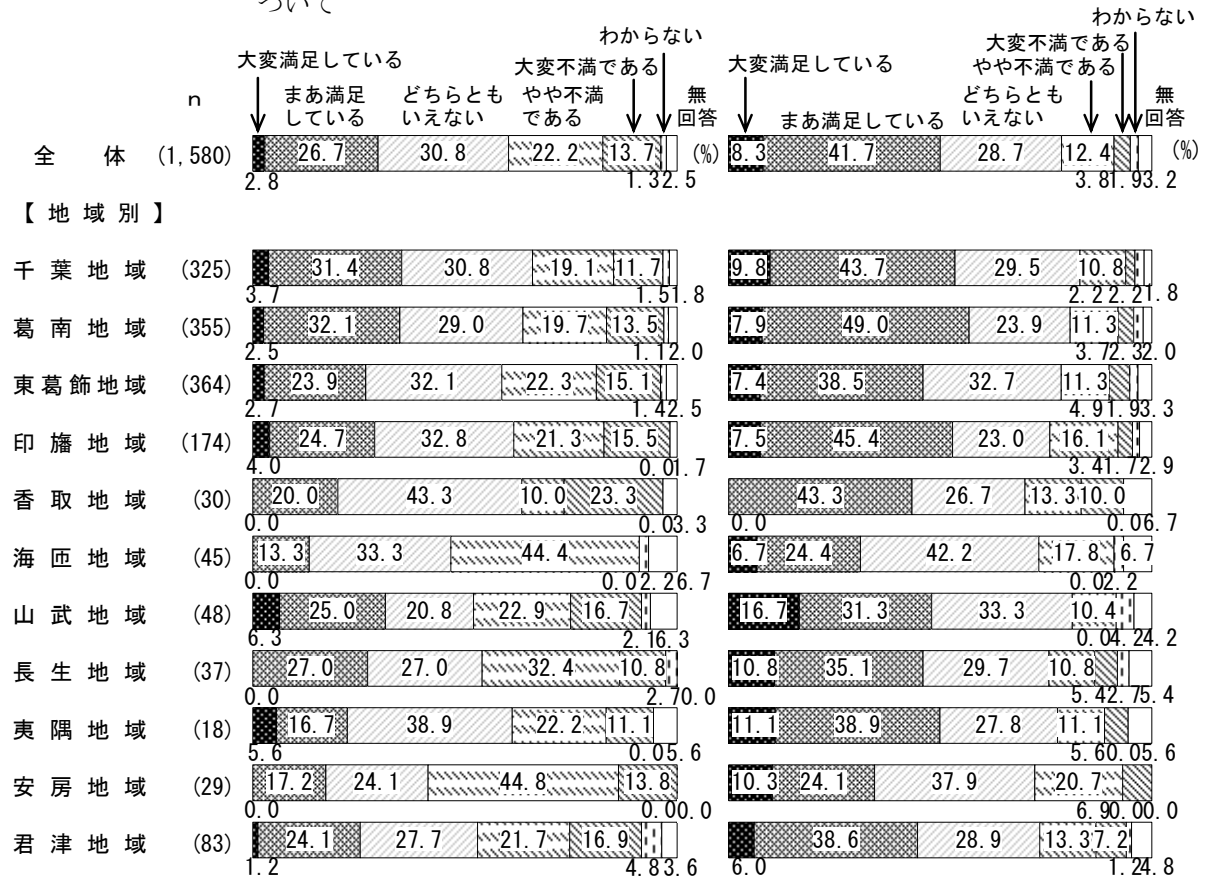 ついて
わからない わからない
大変満足している 大変不満である 大変満足している 大変不満である
やや不満である
n まあ満足している どちらともいえない やや不満である 無回答 まあ満足している どちらともいえない 無回答
全体 (1,580) 26.7 30.8 22.2 13.7 (%) 8.3 41.7 28.7 12.4 (%)
2.8 1.3 2.5 3.8 1.9 3.2
【地域別】
千葉地域 (325) 31.4 30.8 19.1 11.7 9.8 43.7 29.5 10.8
3.7 1.5 1.8 2.2 2.2 1.8
葛南地域 (355) 32.1 29.0 19.7 13.5 7.9 49.0 23.9 11.3
2.5 1.1 2.0 3.7 2.3 2.0
東葛飾地域 (364) 23.9 32.1 22.3 15.1 7.4 38.5 32.7 11.3
2.7 1.4 2.5 4.9 1.9 3.3
印旛地域 (174) 24.7 32.8 21.3 15.5 7.5 45.4 23.0 16.1
4.0 0.0 1.7 3.4 1.7 2.9
香取地域 (30) 20.0 43.3 10.0 23.3 43.3 26.7 13.3 10.0
0.0 0.0 3.3 0.0 0.0 6.7
海匝地域 (45) 13.3 33.3 44.4 6.7 24.4 42.2 17.8 6.7
0.0 0.0 2.2 6.7 0.0 2.2
山武地域 (48) 25.0 20.8 22.9 16.7 16.7 31.3 33.3 10.4
6.3 2.1 6.3 0.0 4.2 4.2
長生地域 (37) 27.0 27.0 32.4 10.8 10.8 35.1 29.7 10.8
0.0 2.7 0.0 5.4 2.7 5.4
夷隅地域 (18) 16.7 38.9 22.2 11.1 11.1 38.9 27.8 11.1
5.6 0.0 5.6 5.6 0.0 5.6
安房地域 (29) 17.2 24.1 44.8 13.8 10.3 24.1 37.9 20.7
0.0 0.0 0.0 6.9 0.0 0.0
君津地域 (83) 24.1 27.7 21.7 16.9 38.6 28.9 13.3 7.2
1.2 4.8 3.6 6.0 1.2 4.8